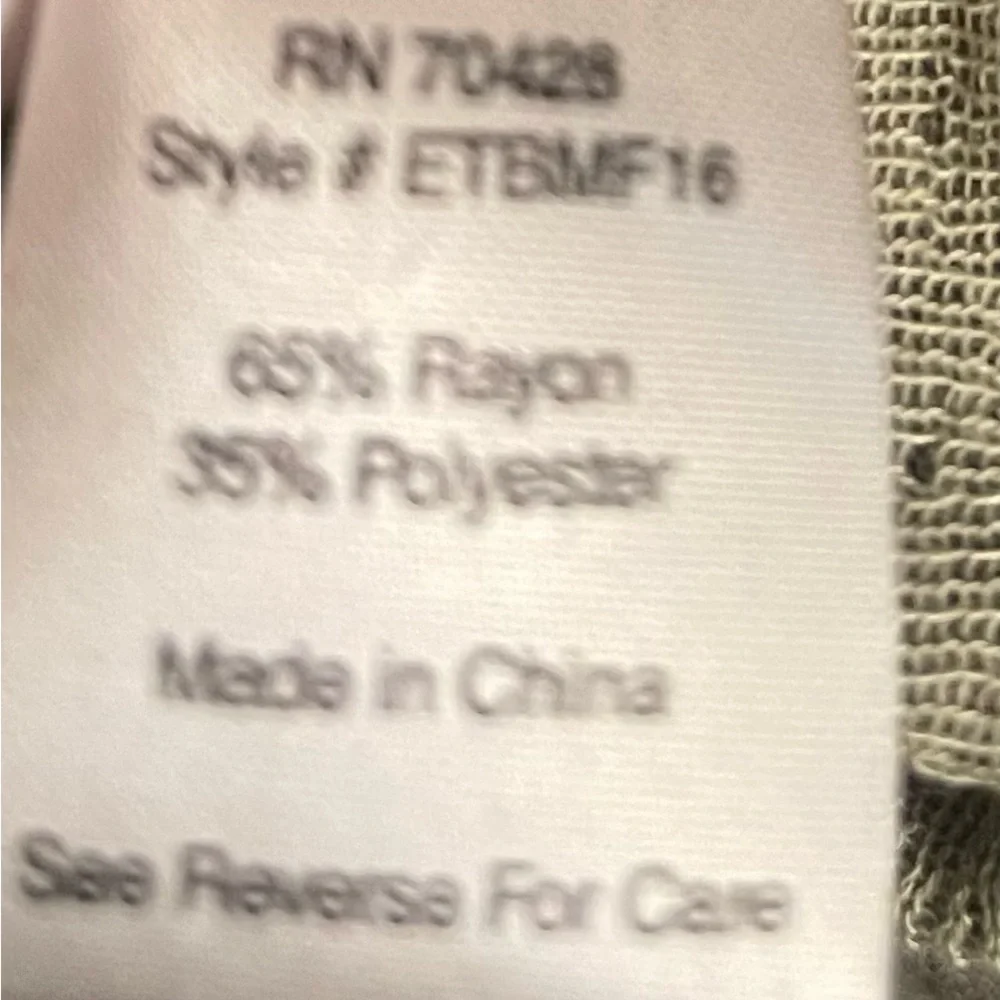 RN 70428
Style # ETBMF16
65% Rayon
35% Polyester
Made in China
See Reverse For Care